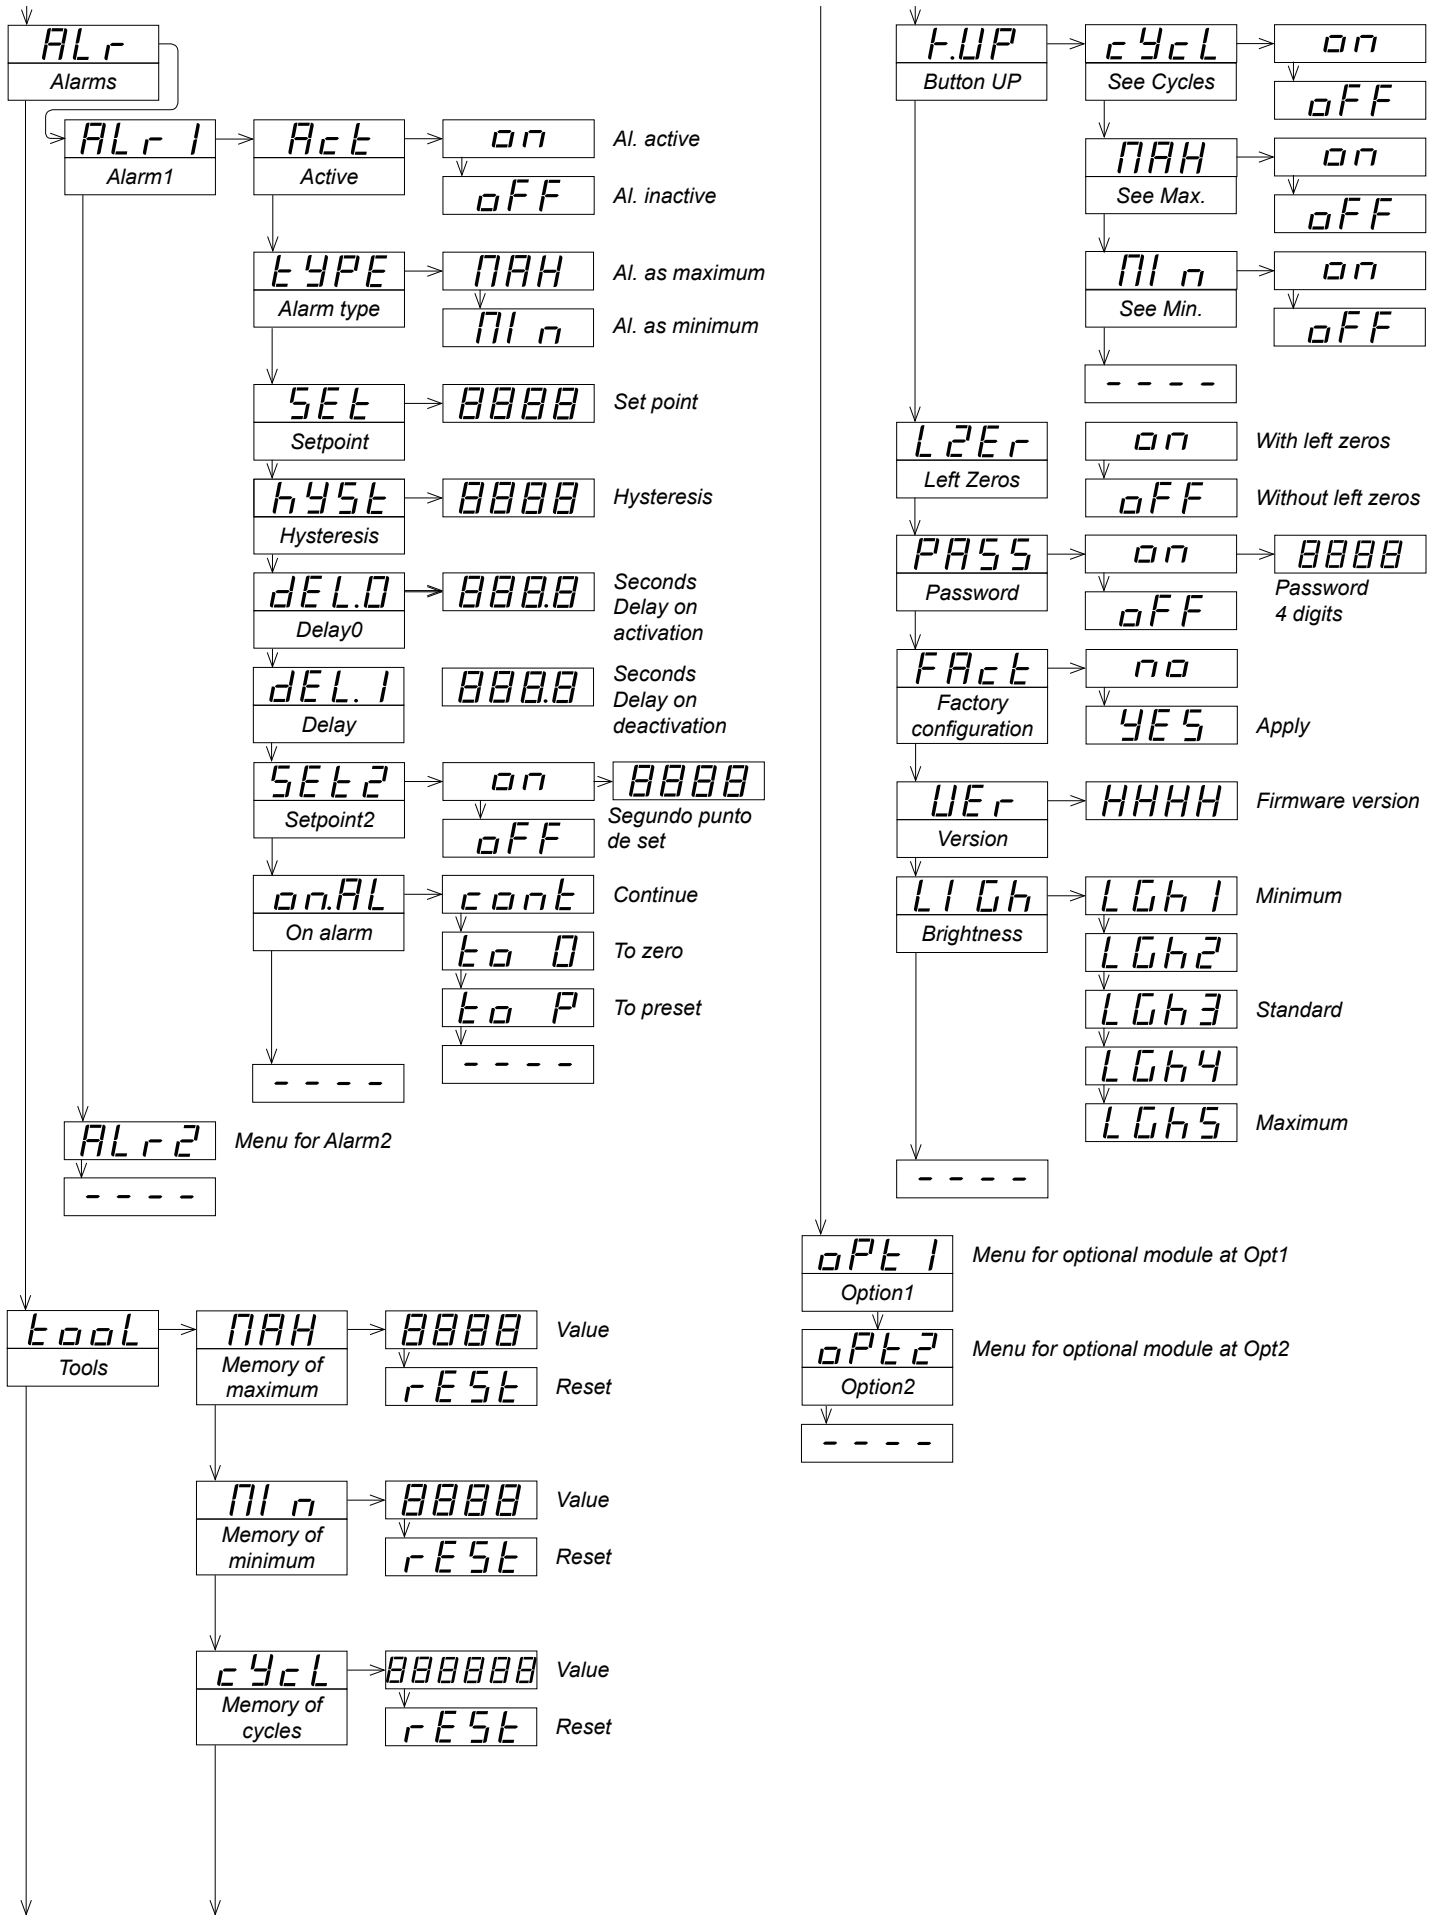 ALr
Alarms
ALr1
Alarm1
Act
Active
on
Al. active
oFF
Al. inactive
tYPE
Alarm type
MAH
Al. as maximum
MIn
Al. as minimum
SEt
Setpoint
8888
Set point
hYSt
Hysteresis
8888
Hysteresis
dEL.0
Delay0
888.8
Seconds
Delay on
activation
dEL.1
Delay
888.8
Seconds
Delay on
deactivation
SEt2
Setpoint2
on
8888
Segundo punto
de set
oFF
on.AL
On alarm
cont
Continue
to 0
To zero
to P
To preset
----
----
ALr2
Menu for Alarm2
----
tooL
Tools
MAH
Memory of
maximum
8888
Value
rESt
Reset
MIn
Memory of
minimum
8888
Value
rESt
Reset
cYcL
Memory of
cycles
888888
Value
rESt
Reset
k.UP
Button UP
cYcL
See Cycles
on
oFF
MAH
See Max.
on
oFF
MIn
See Min.
on
oFF
----
LZEr
Left Zeros
on
With left zeros
oFF
Without left zeros
PASS
Password
on
8888
Password
4 digits
oFF
FAct
Factory
configuration
no
YES
Apply
VEr
Version
HHHH
Firmware version
LIGh
Brightness
LGh1
Minimum
LGh2
LGh3
Standard
LGh4
LGh5
Maximum
----
oPt1
Option1
Menu for optional module at Opt1
oPt2
Option2
Menu for optional module at Opt2
----